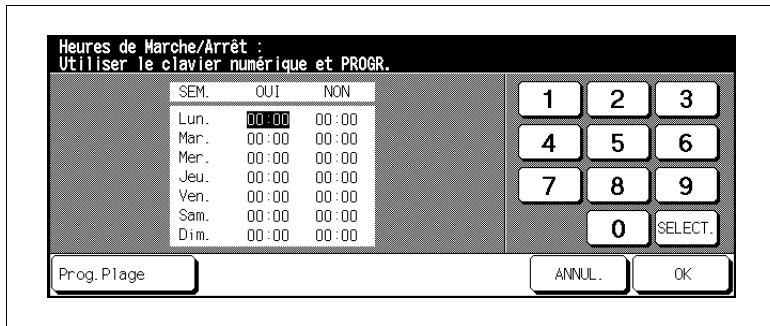 Heures de Marche/Arrêt :
Utiliser le clavier numérique et PROGR.
SEM. OUI NON
Lun. 00:00 00:00
Mar. 00:00 00:00
Mer. 00:00 00:00
Jeu. 00:00 00:00
Ven. 00:00 00:00
Sam. 00:00 00:00
Dim. 00:00 00:00
1 2 3
4 5 6
7 8 9
0 SELECT.
Prog.Plage ANNUL. OK